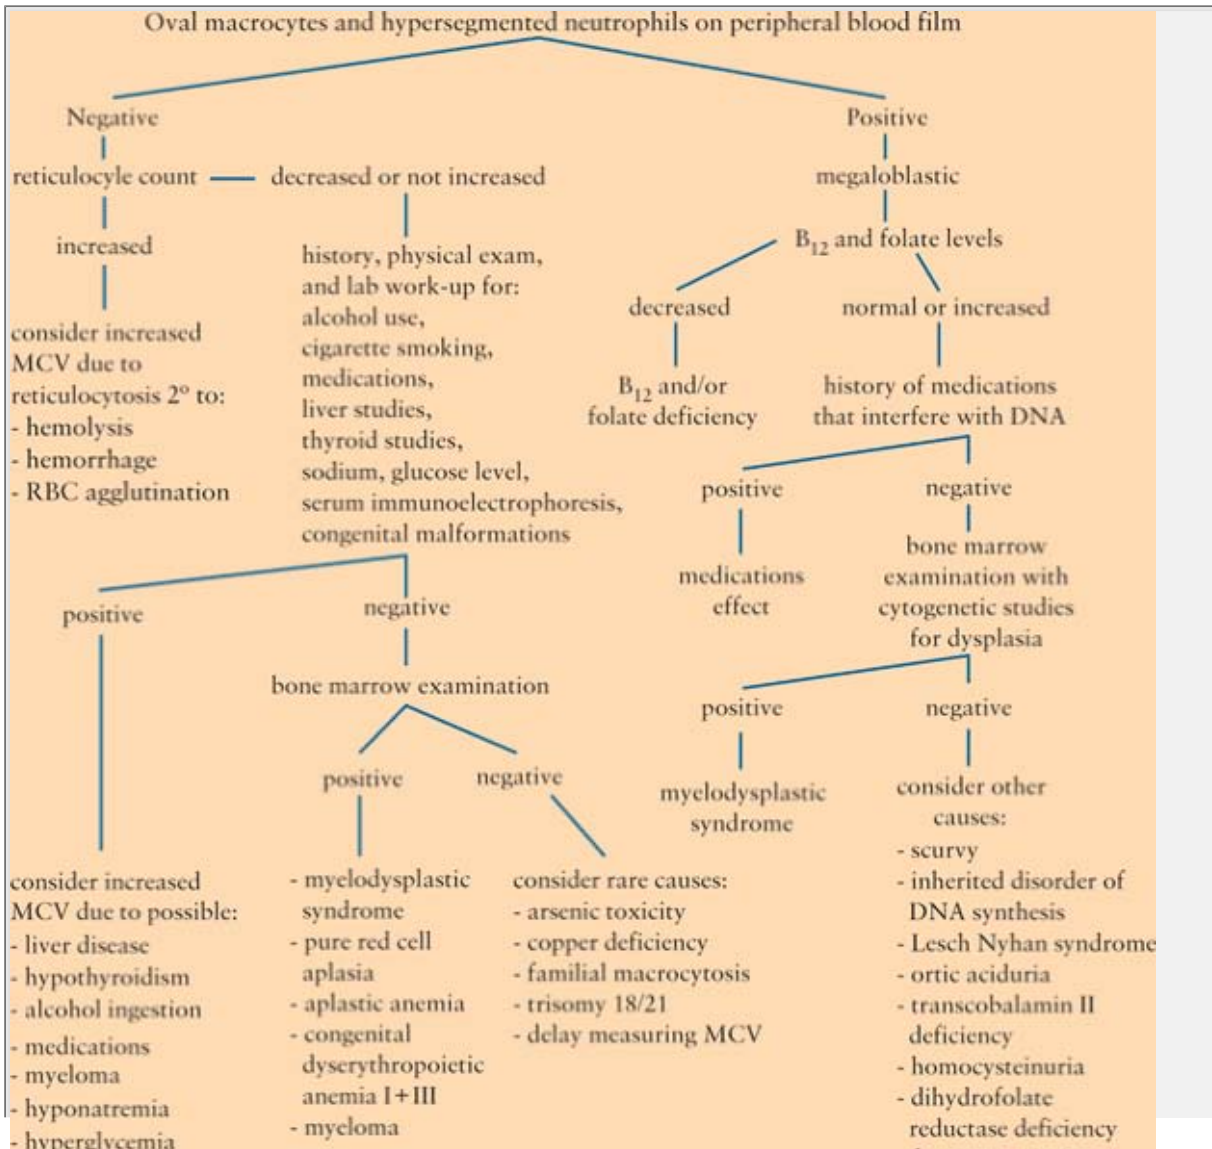 Oval macrocytes and hypersegmented neutrophils on peripheral blood film
Negative
Positive
reticulocyle count
decreased or not increased
megaloblastic
increased
B12 and folate levels
history, physical exam,
and lab work-up for:
alcohol use,
cigarette smoking,
medications,
liver studies,
thyroid studies,
sodium, glucose level,
serum immunoelectrophoresis,
congenital malformations
decreased
normal or increased
consider increased
MCV due to
reticulocytosis 2º to:
- hemolysis
- hemorrhage
- RBC agglutination
B12 and/or
folate deficiency
history of medications
that interfere with DNA
positive
negative
medications
effect
bone marrow
examination with
cytogenetic studies
for dysplasia
positive
negative
bone marrow examination
positive
negative
positive
negative
myelodysplastic
syndrome
consider other
causes:
- scurvy
- inherited disorder of
DNA synthesis
- Lesch Nyhan syndrome
- ortic aciduria
- transcobalamin II
deficiency
- homocysteinuria
- dihydrofolate
reductase deficiency
consider increased
MCV due to possible:
- liver disease
- hypothyroidism
- alcohol ingestion
- medications
- myeloma
- hyponatremia
- hyperglycemia
- myelodysplastic
syndrome
- pure red cell
aplasia
- aplastic anemia
- congenital
dyserythropoietic
anemia I+III
- myeloma
consider rare causes:
- arsenic toxicity
- copper deficiency
- familial macrocytosis
- trisomy 18/21
- delay measuring MCV